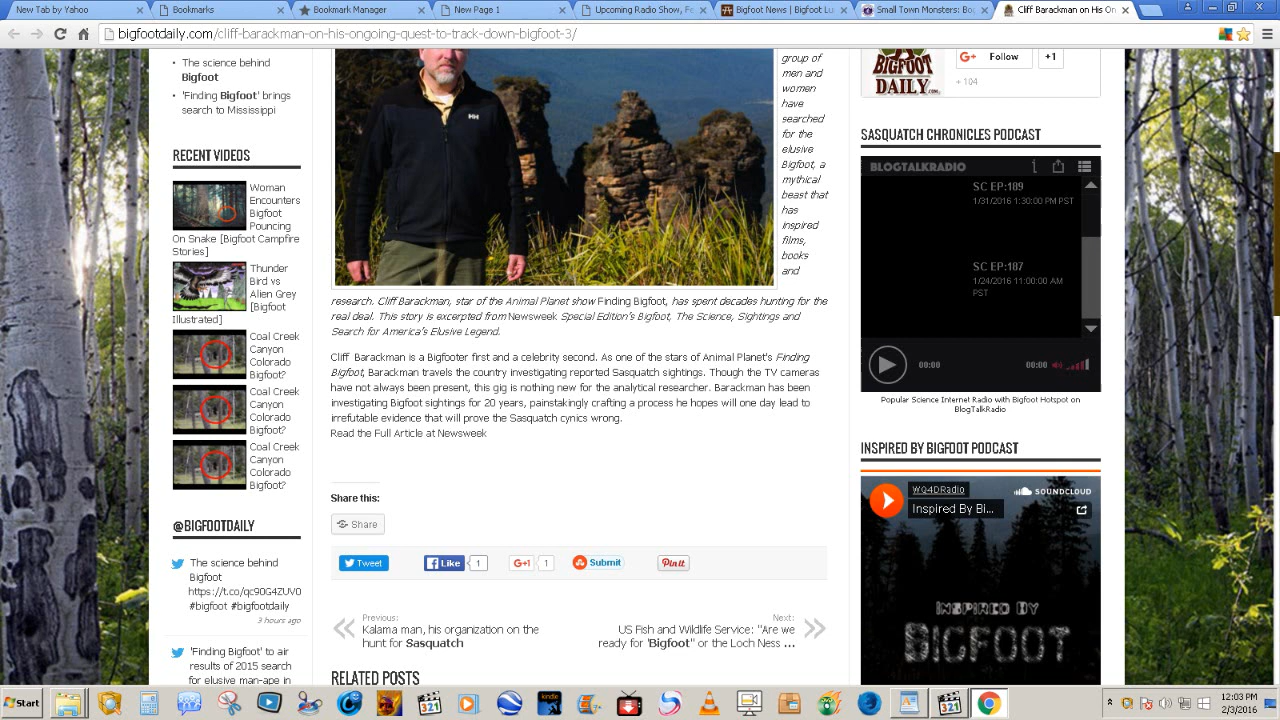 New Tab by Yahoo
Bookmarks
Bookmark Manager
New Page 1
Upcoming Radio Show, F
Bigfoot News | Bigfoot Lu
Small Town Monsters: Bo
Cliff Barackman on His On
bigfootdaily.com/cliff-barackman-on-his-ongoing-quest-to-track-down-bigfoot-3/
• The science behind
Bigfoot
search to Mississippi
RECENT VIDEOS
Woman
Encounters
Bigfoot
Pouncing
On Snake [Bigfoot Campfire
Stories]
Thunder
Bird vs
Alien Grey
[Bigfoot
Illustrated]
Coal Creek
Canyon
Colorado
Bigfoot?
Coal Creek
Canyon
Colorado
Bigfoot?
Coal Creek
Canyon
Colorado
Bigfoot?
@BIGFOOTDAILY
The science behind
Bigfoot
https://t.co/qc90G4ZUV0
#bigfoot #bigfootdaily
3 hours ago
'Finding Bigfoot' to air
results of 2015 search
for elusive man-ape in
HH
group of
men and
women
have
searched
for the
elusive
Bigfoot, a
mythical
beast that
has
inspired
films,
books
and
research. Cliff Barackman, star of the Animal Planet show Finding Bigfoot, has spent decades hunting for the
real deal. This story is excerpted from Newsweek Special Edition's Bigfoot, The Science, Sightings and
Search for America's Elusive Legend.
Cliff Barackman is a Bigfooter first and a celebrity second. As one of the stars of Animal Planet's Finding
Bigfoot, Barackman travels the country investigating reported Sasquatch sightings. Though the TV cameras
have not always been present, this gig is nothing new for the analytical researcher. Barackman has been
investigating Bigfoot sightings for 20 years, painstakingly crafting a process he hopes will one day lead to
irrefutable evidence that will prove the Sasquatch cynics wrong.
Read the Full Article at Newsweek
Share this:
Share
Tweet
Like 1
G+1 1
Submit
Pin it
Previous:
Kalama man, his organization on the
hunt for Sasquatch
Next:
US Fish and Wildlife Service: "Are we
ready for 'Bigfoot" or the Loch Ness ...
RELATED POSTS
BIGFOOT
DAILY.COM
G+ Follow +1
+ 104
SASQUATCH CHRONICLES PODCAST
BLOGTALKRADIO
SC EP:189
1/31/2016 1:30:00 PM PST
SC EP:187
1/24/2016 11:00:00 AM
PST
00:00 00:00
Popular Science Internet Radio with Bigfoot Hotspot on
BlogTalkRadio
INSPIRED BY BIGFOOT PODCAST
WQ4DRadio
SOUNDCLOUD
Inspired By Bi...
INSPIRED BY
BIGFOOT
Start
kindle
321
321
12:03 PM
2/3/2016